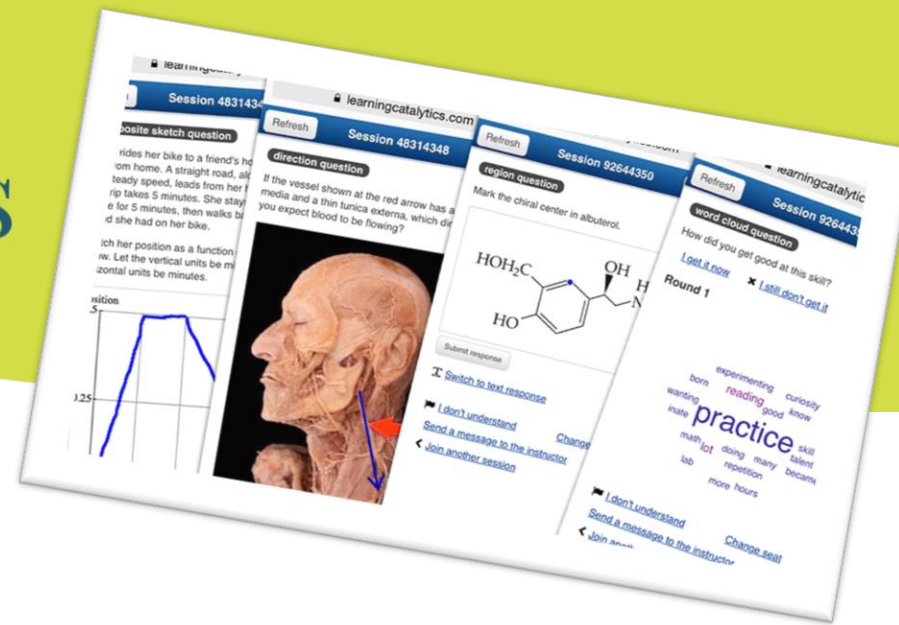 S
Session 4831434
osite sketch question
rides her bike to a friend's ho
om home. A straight road, alo
teady speed, leads from her h
rip takes 5 minutes. She stay
e for 5 minutes, then walks ba
d she had on her bike.
tch her position as a function
w. Let the vertical units be mi
zontal units be minutes.
osition
.5
).25
learningcatalytics.com
Refresh
Session 48314348
direction question
If the vessel shown at the red arrow has a
media and a thin tunica externa, which dir
you expect blood to be flowing?
Refresh
Session 92644350
region question
Mark the chiral center in albuterol.
HOH₂C
OH
H
N
HO
Submit response
Switch to text response
I don't understand
Send a message to the instructor
Change
Join another session
learningcatalytic
Refresh
Session 9264435
word cloud question
How did you get good at this skill?
I get it now
I still don't get it
Round 1
experimenting
born
reading
curiosity
wanting
good
know
inate
practice
skill
math
lot
doing
many
talent
lab
repetition
became
more
hours
I don't understand
Send a message to the instructor
Change seat